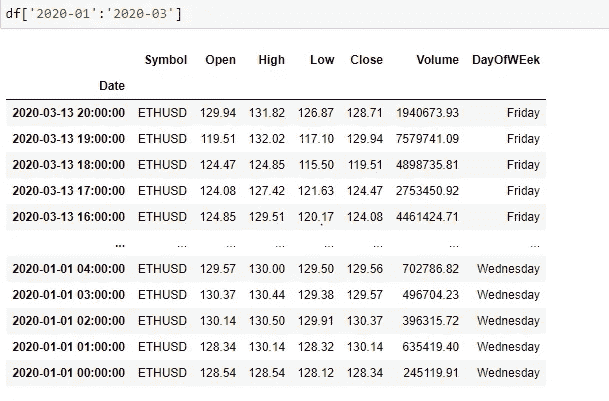 df['2020-01':'2020-03']
Symbol Open High Low Close Volume DayOfWEek
Date
2020-03-13 20:00:00 ETHUSD 129.94 131.82 126.87 128.71 1940673.93 Friday
2020-03-13 19:00:00 ETHUSD 119.51 132.02 117.10 129.94 7579741.09 Friday
2020-03-13 18:00:00 ETHUSD 124.47 124.85 115.50 119.51 4898735.81 Friday
2020-03-13 17:00:00 ETHUSD 124.08 127.42 121.63 124.47 2753450.92 Friday
2020-03-13 16:00:00 ETHUSD 124.85 129.51 120.17 124.08 4461424.71 Friday
... ... ... ... ... ... ... ...
2020-01-01 04:00:00 ETHUSD 129.57 130.00 129.50 129.56 702786.82 Wednesday
2020-01-01 03:00:00 ETHUSD 130.37 130.44 129.38 129.57 496704.23 Wednesday
2020-01-01 02:00:00 ETHUSD 130.14 130.50 129.91 130.37 396315.72 Wednesday
2020-01-01 01:00:00 ETHUSD 128.34 130.14 128.32 130.14 635419.40 Wednesday
2020-01-01 00:00:00 ETHUSD 128.54 128.54 128.12 128.34 245119.91 Wednesday